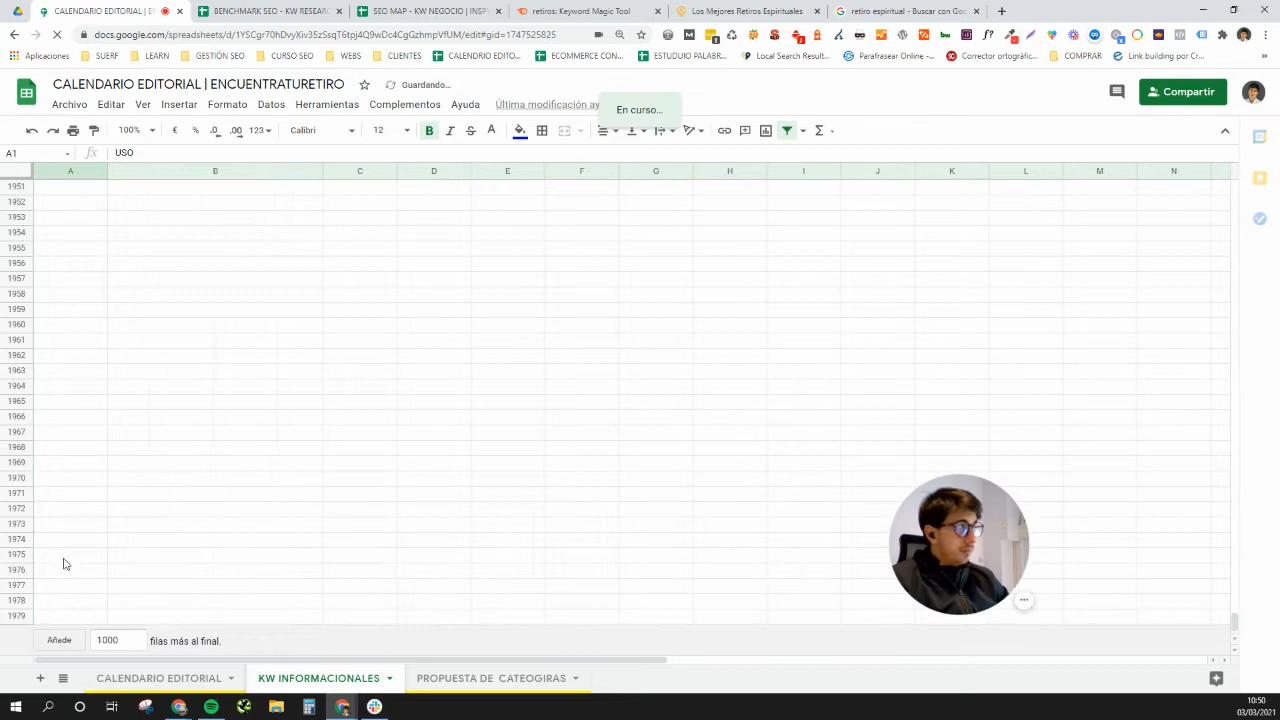 CALENDARIO EDITORIAL | E
BENCHMARK SEO - KW RESEAR
SEO MAP - KW NEGOCIO | INSP
retiros: Keyword Magic Tool
Los Mejores Retiros Espirituales
retiro espiritual - Buscar con Goo
docs.google.com/spreadsheets/d/1YSCgr70hDvyXiv35zSsqT6tpj4Q9wDc4CgGzhmpVfUM/edit#gid=1747525825
Aplicaciones
SUERF
LEARN
GESTIÓN SEO
CURSO SEO
WEBS
CLIENTES
CALENDARIO EDITO...
ECOMMERCE CON...
ESTUDIO PALABR...
Local Search Result...
Parafrasear Online -...
Corrector ortográfic...
COMPRAR
Link building por Cr...
»
CALENDARIO EDITORIAL | ENCUENTRATURETIRO
Guardando...
Archivo
Editar
Ver
Insertar
Formato
Datos
Herramientas
Complementos
Ayuda
Última modificación ay
En curso...
Compartir
100%
€
%
.0
.00
123
Calibri
12
B
I
S
A
Σ
A1
fx
USO
A B C D E F G H I J K L M N
1951
1952
1953
1954
1955
1956
1957
1958
1959
1960
1961
1962
1963
1964
1965
1966
1967
1968
1969
1970
1971
1972
1973
1974
1975
1976
1977
1978
1979
Añade 1000 filas más al final.
CALENDARIO EDITORIAL
KW INFORMACIONALES
PROPUESTA DE CATEOGIRAS
10:50
03/03/2021